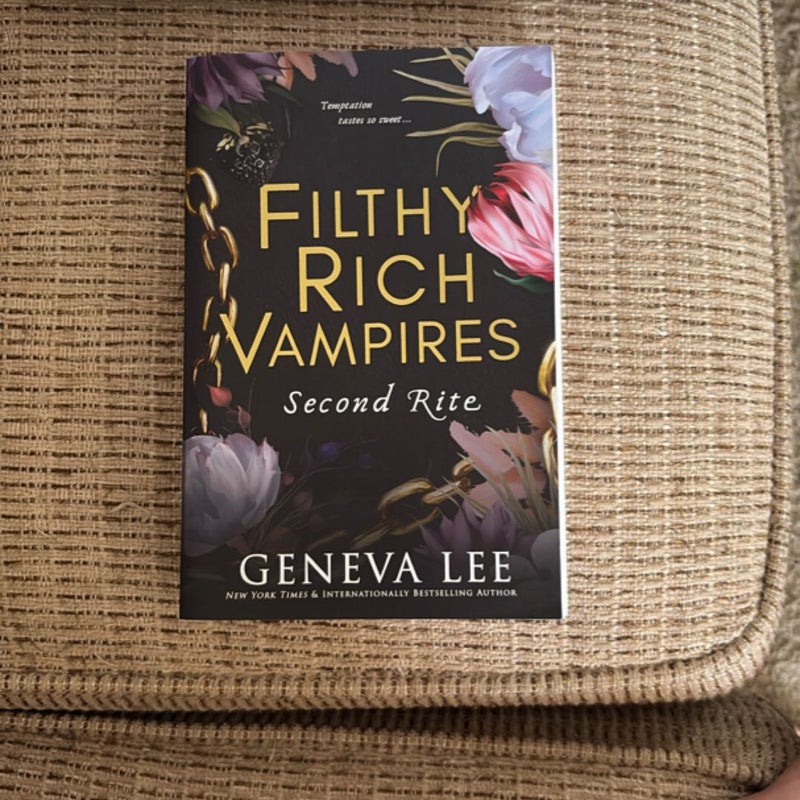 Temptation
tastes so sweet...
FILTHY
RICH
VAMPIRES
Second Rite
GENEVA LEE
NEW YORK TIMES & INTERNATIONALLY BESTSELLING AUTHOR